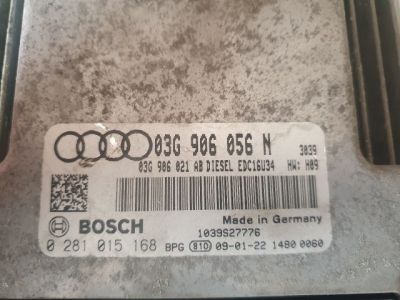 03G 906 056 N 3039
03G 906 021 AB DIESEL EDC16U34 HW: H09
BOSCH
Made in Germany
1039S27776
0 281 015 168 BPG 810 09-01-22 1480 0060